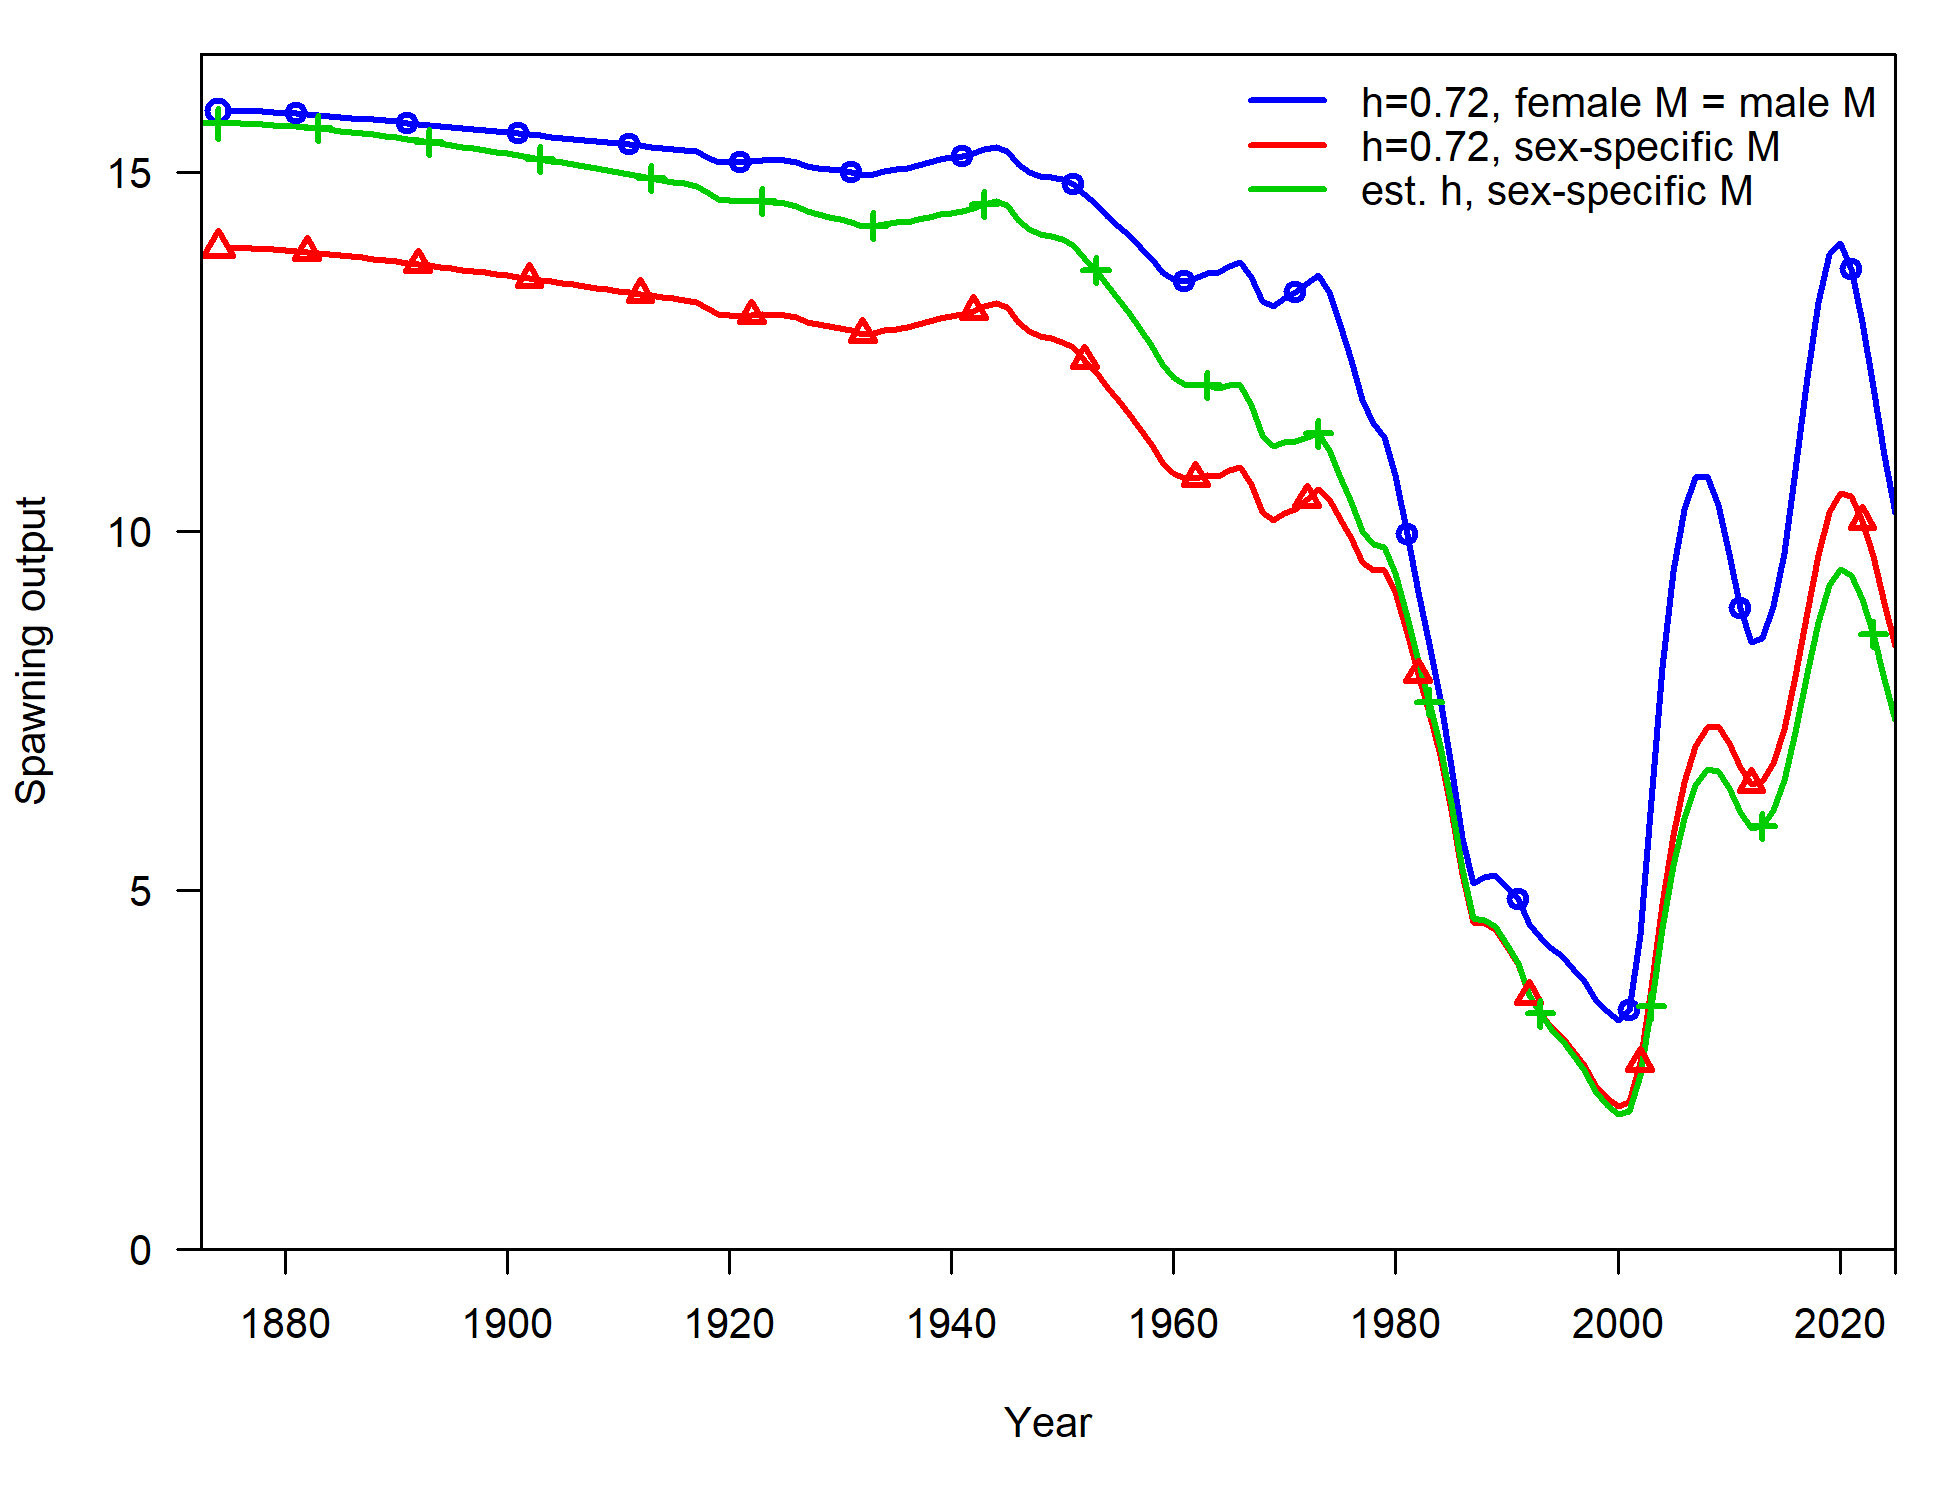 h=0.72, female M = male M
h=0.72, sex-specific M
est. h, sex-specific M
15
10
5
0
Spawning output
1880 1900 1920 1940 1960 1980 2000 2020
Year